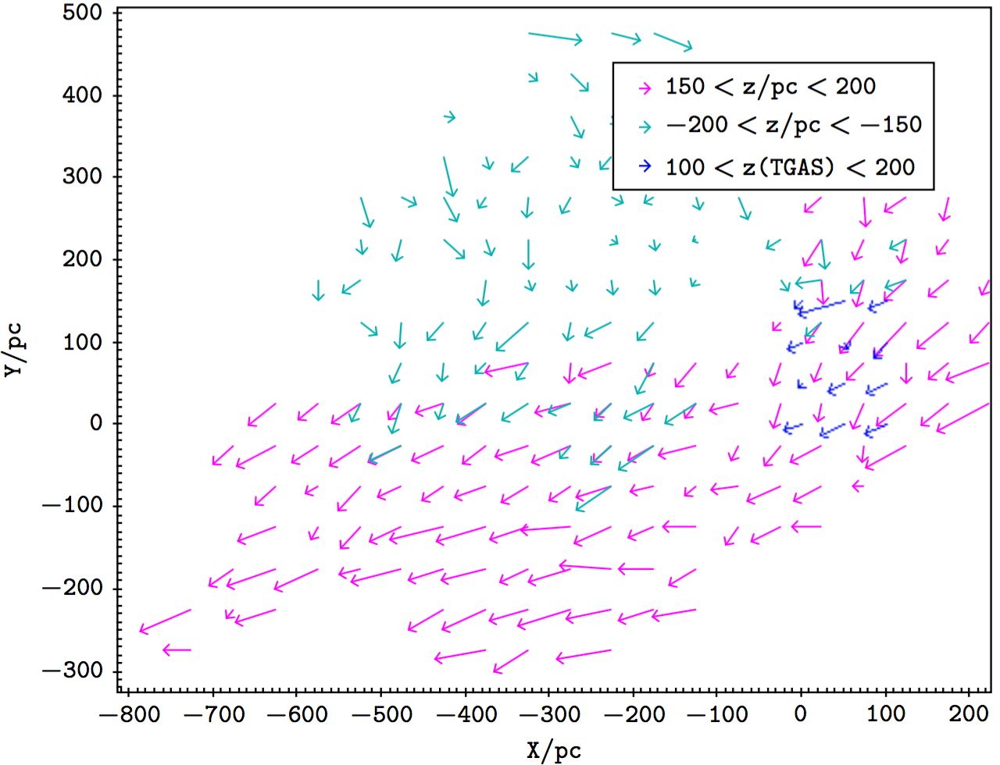 500
400
300
200
100
0
−100
−200
−300
Y/pc
150 < z/pc < 200
−200 < z/pc < −150
100 < z(TGAS) < 200
−800 −700 −600 −500 −400 −300 −200 −100 0 100 200
X/pc